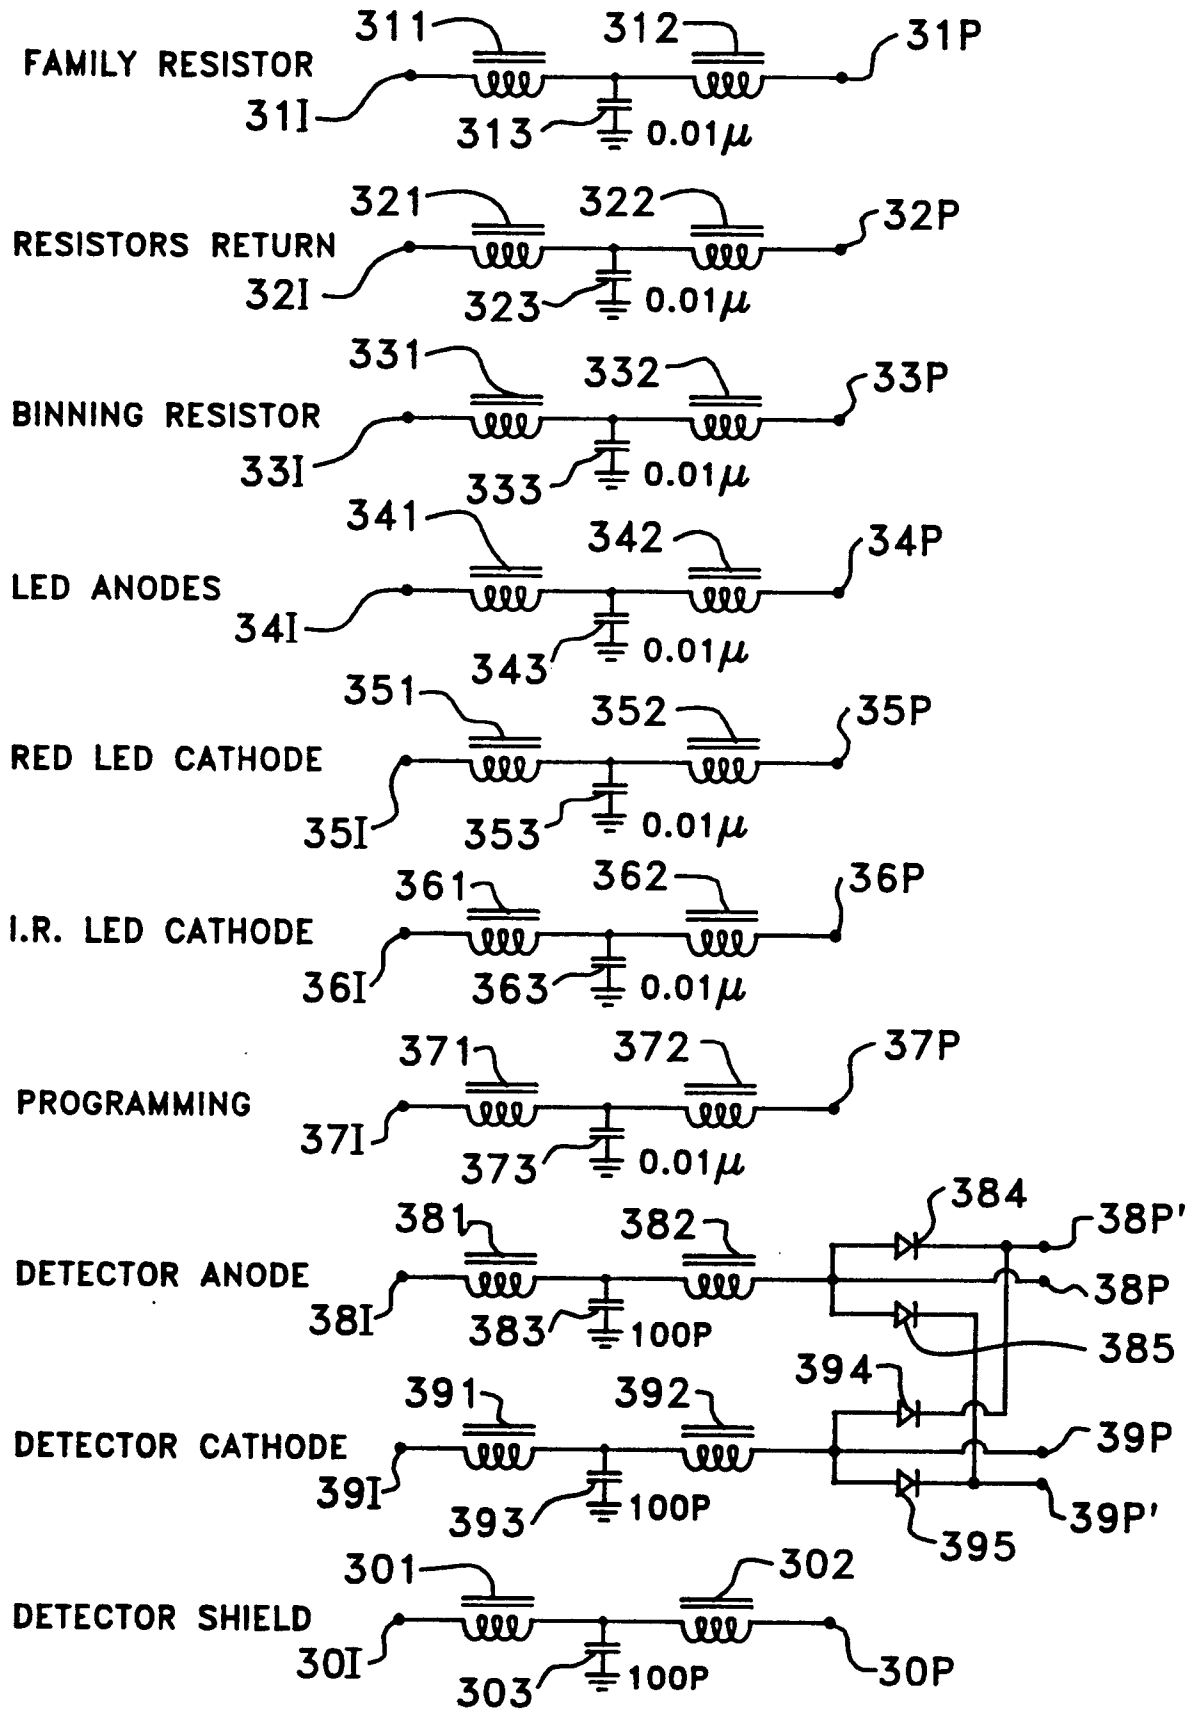 311 312 31P
FAMILY RESISTOR
31I 313 0.01μ
321 322 32P
RESISTORS RETURN
32I 323 0.01μ
331 332 33P
BINNING RESISTOR
33I 333 0.01μ
341 342 34P
LED ANODES
34I 343 0.01μ
351 352 35P
RED LED CATHODE
35I 353 0.01μ
361 362 36P
I.R. LED CATHODE
36I 363 0.01μ
371 372 37P
PROGRAMMING
37I 373 0.01μ
381 382 384 38P'
DETECTOR ANODE 38P
38I 383 100P 385
391 392 394
DETECTOR CATHODE 39P
39I 393 100P 39P'
395
301 302
DETECTOR SHIELD
30I 303 100P 30P